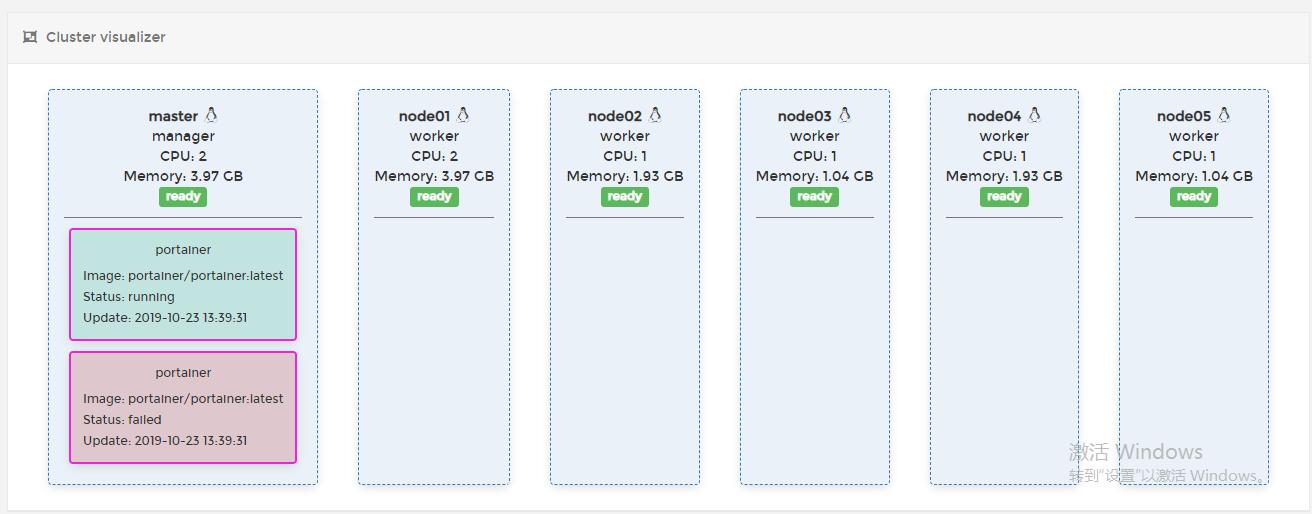 Cluster visualizer
master
manager
CPU: 2
Memory: 3.97 GB
ready
portainer
Image: portainer/portainer:latest
Status: running
Update: 2019-10-23 13:39:31
portainer
Image: portainer/portainer:latest
Status: failed
Update: 2019-10-23 13:39:31
node01
worker
CPU: 2
Memory: 3.97 GB
ready
node02
worker
CPU: 1
Memory: 1.93 GB
ready
node03
worker
CPU: 1
Memory: 1.04 GB
ready
node04
worker
CPU: 1
Memory: 1.93 GB
ready
node05
worker
CPU: 1
Memory: 1.04 GB
ready
激活 Windows
转到“设置”以激活 Windows。